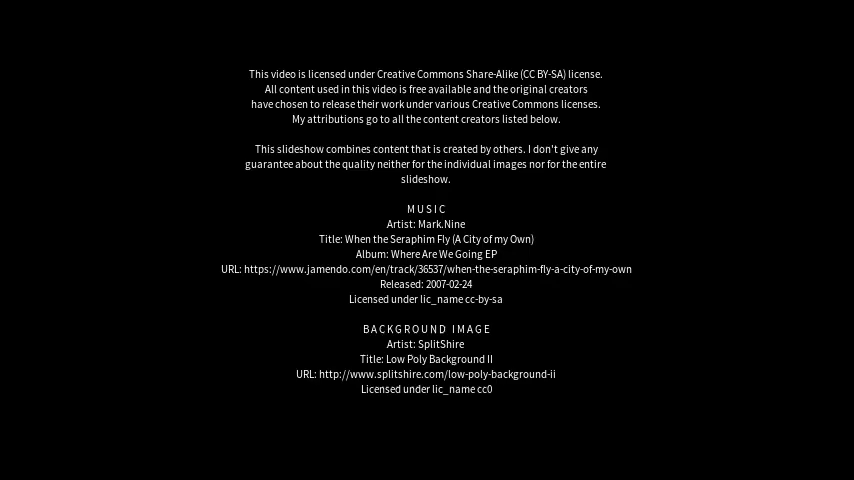 This video is licensed under Creative Commons Share-Alike (CC BY-SA) license.
All content used in this video is free available and the original creators
have chosen to release their work under various Creative Commons licenses.
My attributions go to all the content creators listed below.
This slideshow combines content that is created by others. I don't give any
guarantee about the quality neither for the individual images nor for the entire
slideshow.
MUSIC
Artist: Mark.Nine
Title: When the Seraphim Fly (A City of my Own)
Album: Where Are We Going EP
URL: https://www.jamendo.com/en/track/36537/when-the-seraphim-fly-a-city-of-my-own
Released: 2007-02-24
Licensed under lic_name cc-by-sa
BACKGROUND IMAGE
Artist: SplitShire
Title: Low Poly Background II
URL: http://www.splitshire.com/low-poly-background-ii
Licensed under lic_name cc0